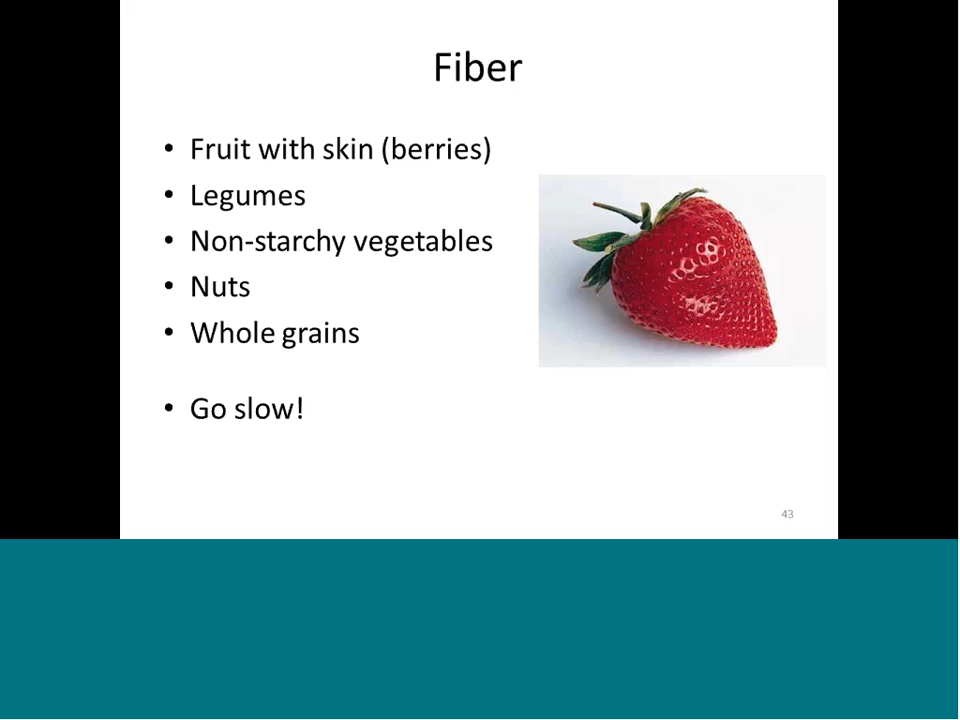 Fiber
• Fruit with skin (berries)
• Legumes
• Non-starchy vegetables
• Nuts
• Whole grains
• Go slow!
43